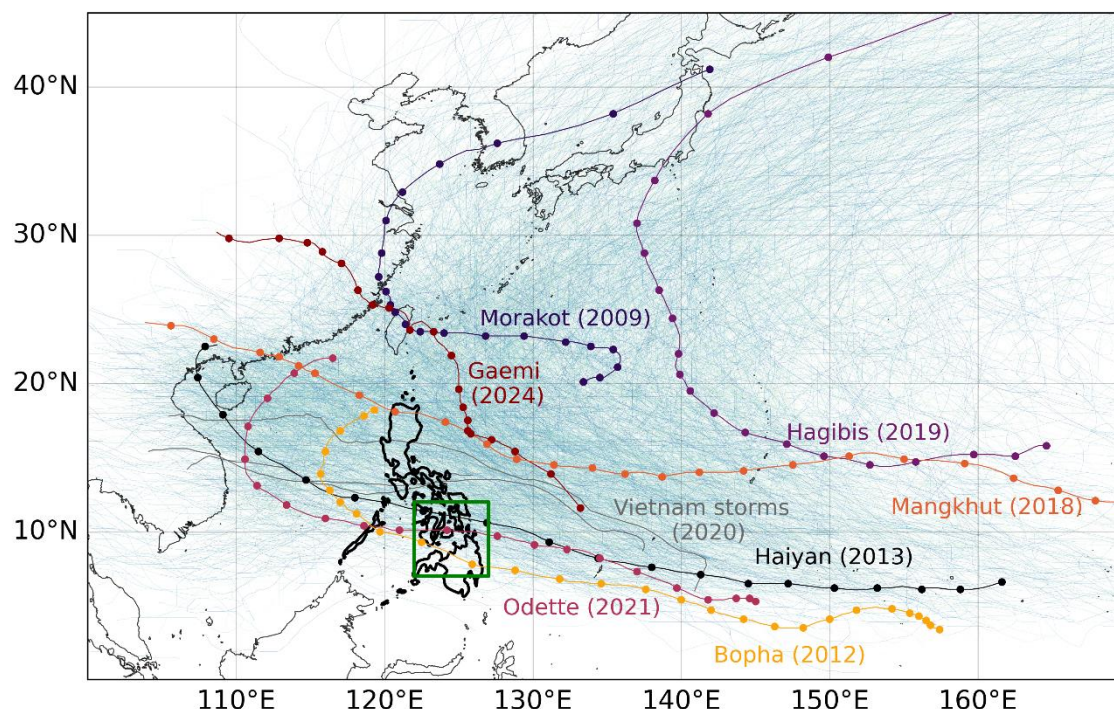 40°N
30°N
20°N
10°N
Morakot (2009)
Gaemi
(2024)
Hagibis (2019)
Mangkhut (2018)
Vietnam storms
(2020)
Haiyan (2013)
Odette (2021)
Bopha (2012)
110°E 120°E 130°E 140°E 150°E 160°E